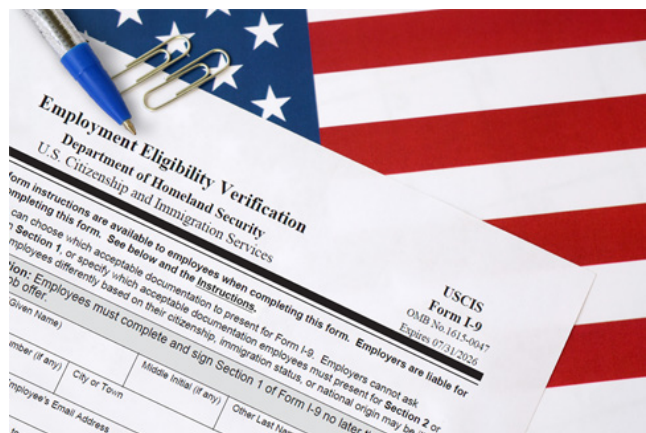 Employment Eligibility Verification
Department of Homeland Security
U.S. Citizenship and Immigration Services
USCIS
Form I-9
OMB No.1615-0047
Expires 07/31/2026
form instructions are available to employees when completing this form. Employers are liable for
completing this form. See below and the Instructions.
can choose which acceptable documentation to present for Form I-9. Employers cannot ask
Section 1, or specify which acceptable documentation employees must present for Section 2 or
employees differently based on their citizenship, immigration status, or national origin may be
Employees must complete and sign Section 1 of Form I-9 no later
job offer.
Given Name)
Middle Initial (if any)
Other Last
(if any)
City or Town
Employee's Email Address